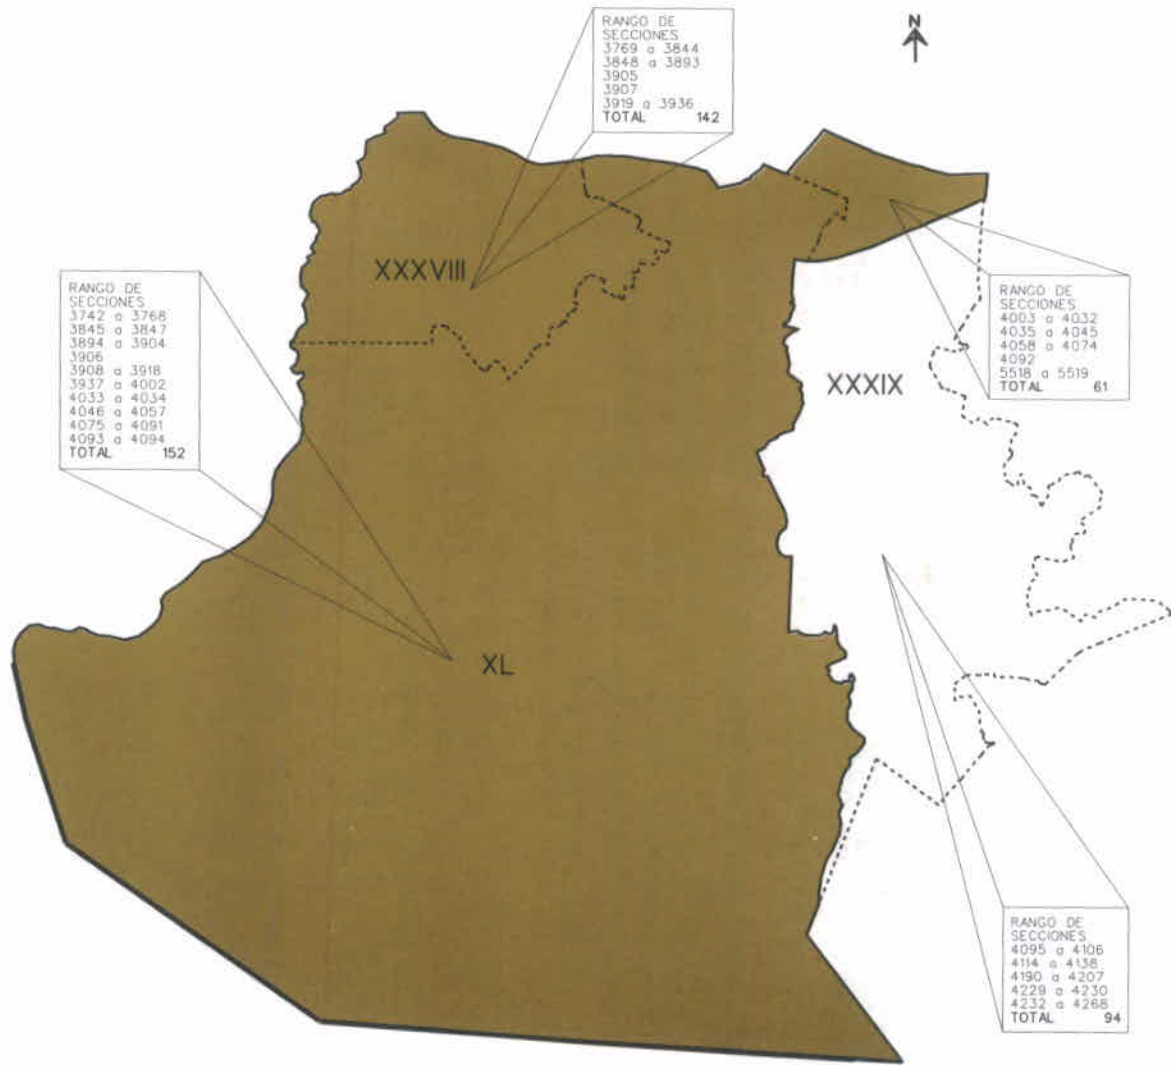 RANGO DE
SECCIONES
3769 a 3844
3848 a 3893
3905
3907
3919 a 3936
TOTAL 142
N
XXXVIII
RANGO DE
SECCIONES
3742 a 3768
3845 a 3847
3894 a 3904
3906
3908 a 3918
3937 a 4002
4033 a 4034
4046 a 4057
4075 a 4091
4093 a 4094
TOTAL 152
RANGO DE
SECCIONES
4003 a 4032
4035 a 4045
4058 a 4074
4092
5518 a 5519
TOTAL 61
XXXIX
XL
RANGO DE
SECCIONES
4095 a 4106
4114 a 4138
4190 a 4207
4229 a 4230
4232 a 4268
TOTAL 94